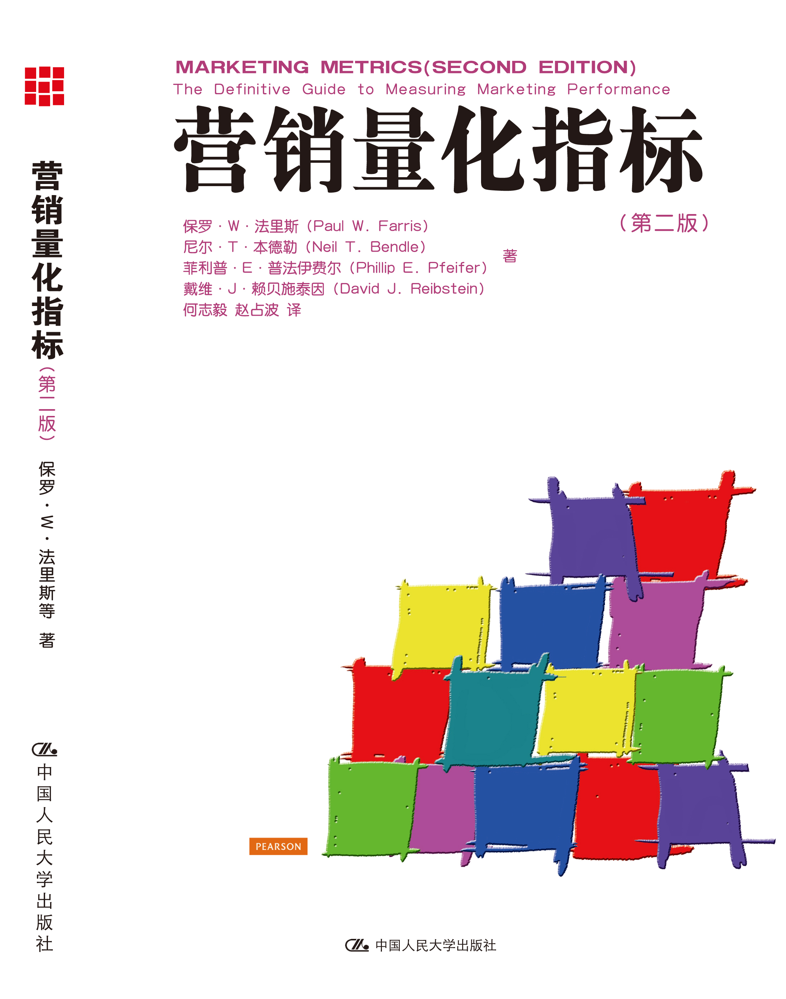 MARKETING METRICS(SECOND EDITION)
The Definitive Guide to Measuring Marketing Performance
营销量化指标
（第二版）
保罗·W·法里斯（Paul W. Farris）
尼尔·T·本德勒（Neil T. Bendle）
菲利普·E·普法伊费尔（Phillip E. Pfeifer）
戴维·J·赖贝施泰因（David J. Reibstein）
著
何志毅 赵占波 译
PEARSON
中国人民大学出版社
营销量化指标（第二版）
保罗·W·法里斯等 著
中国人民大学出版社